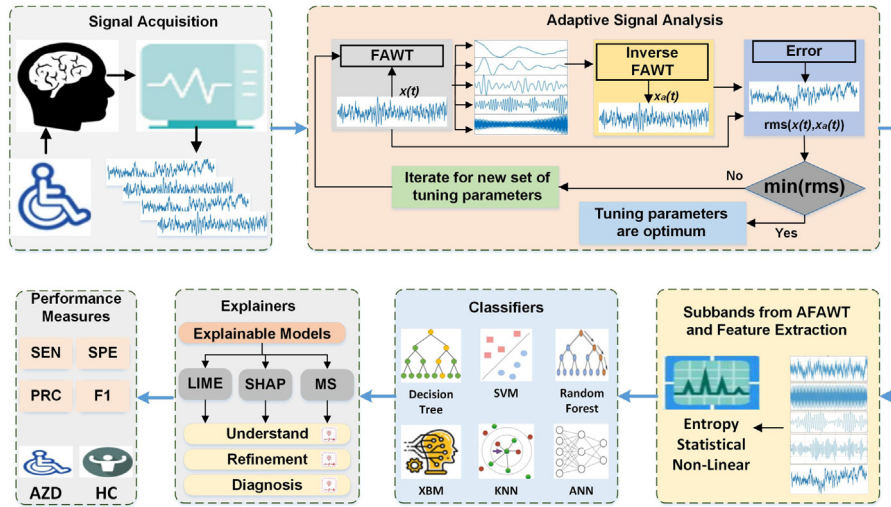 Signal Acquisition
Adaptive Signal Analysis
FAWT
x(t)
Inverse
FAWT
xa(t)
Error
rms(x(t),xa(t))
min(rms)
No
Yes
Iterate for new set of
tuning parameters
Tuning parameters
are optimum
Performance
Measures
SEN
SPE
PRC
F1
AZD
HC
Explainers
Explainable Models
LIME
SHAP
MS
Understand
Refinement
Diagnosis
Classifiers
Decision
Tree
SVM
Random
Forest
XBM
KNN
ANN
Subbands from AFAWT
and Feature Extraction
Entropy
Statistical
Non-Linear